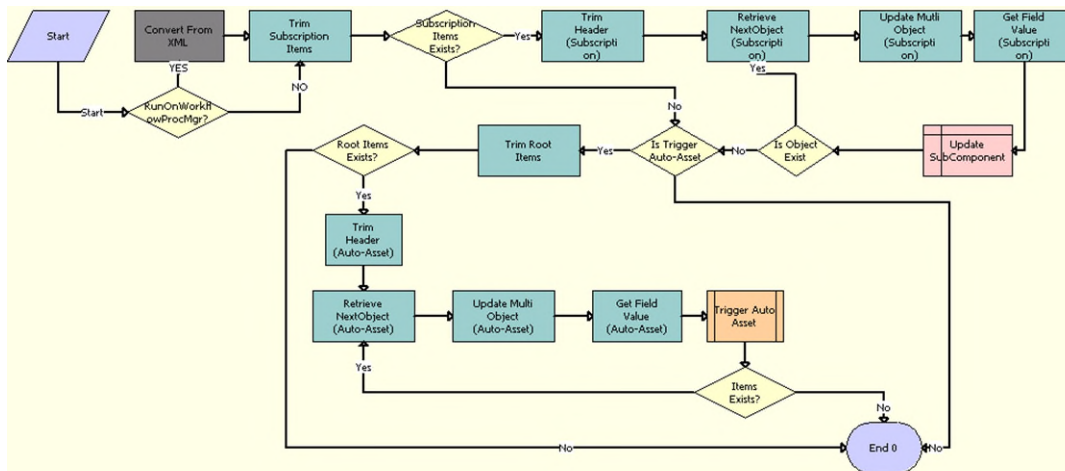 Start
Convert From
XML
Trim
Subscription
Items
Subscription
Items
Exists?
Yes
Trim
Header
(Subscripti
on)
Retrieve
NextObject
(Subscripti
on)
Update Mutli
Object
(Subscripti
on)
Get Field
Value
(Subscripti
on)
YES
NO
Yes
Start
RunOnWorkfl
owProcMgr?
No
Root Items
Exists?
Trim Root
Items
Yes
Is Trigger
Auto-Asset
No
Is Object
Exist
Update
SubComponent
Yes
Trim
Header
(Auto-Asset)
Retrieve
NextObject
(Auto-Asset)
Update Multi
Object
(Auto-Asset)
Get Field
Value
(Auto-Asset)
Trigger Auto
Asset
Yes
Items
Exists?
No
No
End 0
No